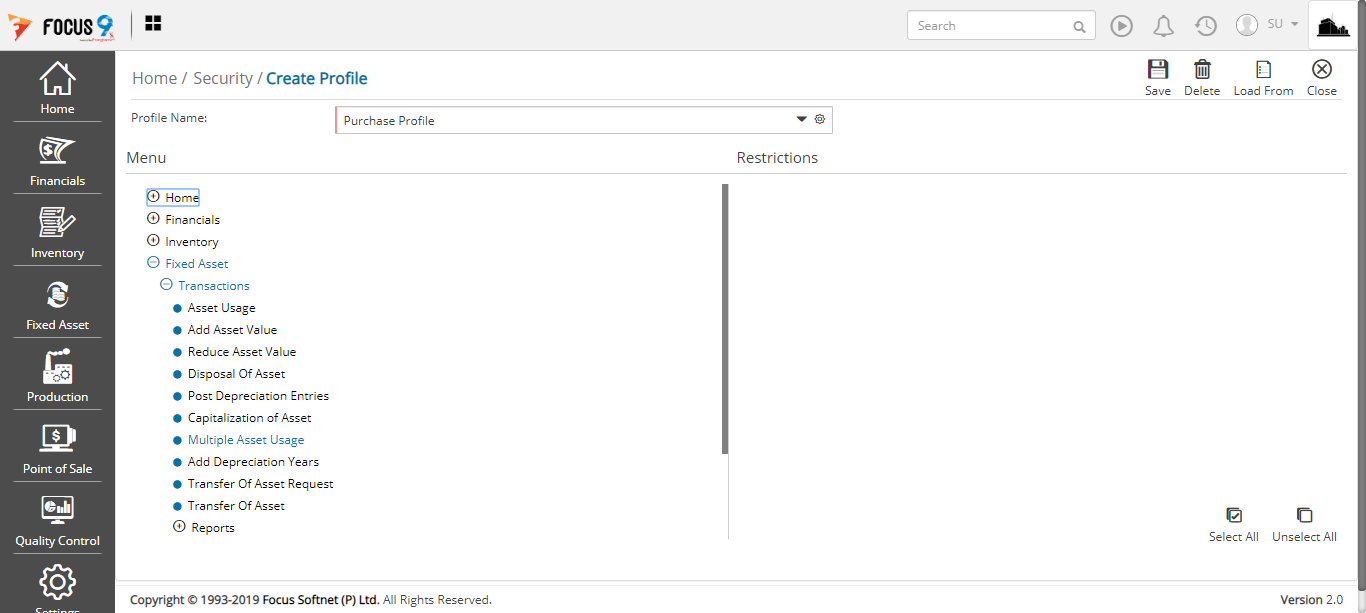 FOCUS 9
Search
SU
Home
Financials
Inventory
Fixed Asset
Production
Point of Sale
Quality Control
Settings
Home / Security / Create Profile
Save
Delete
Load From
Close
Profile Name:
Purchase Profile
Menu
Restrictions
Home
Financials
Inventory
Fixed Asset
Transactions
Asset Usage
Add Asset Value
Reduce Asset Value
Disposal Of Asset
Post Depreciation Entries
Capitalization of Asset
Multiple Asset Usage
Add Depreciation Years
Transfer Of Asset Request
Transfer Of Asset
Reports
Select All
Unselect All
Copyright © 1993-2019 Focus Softnet (P) Ltd. All Rights Reserved.
Version 2.0